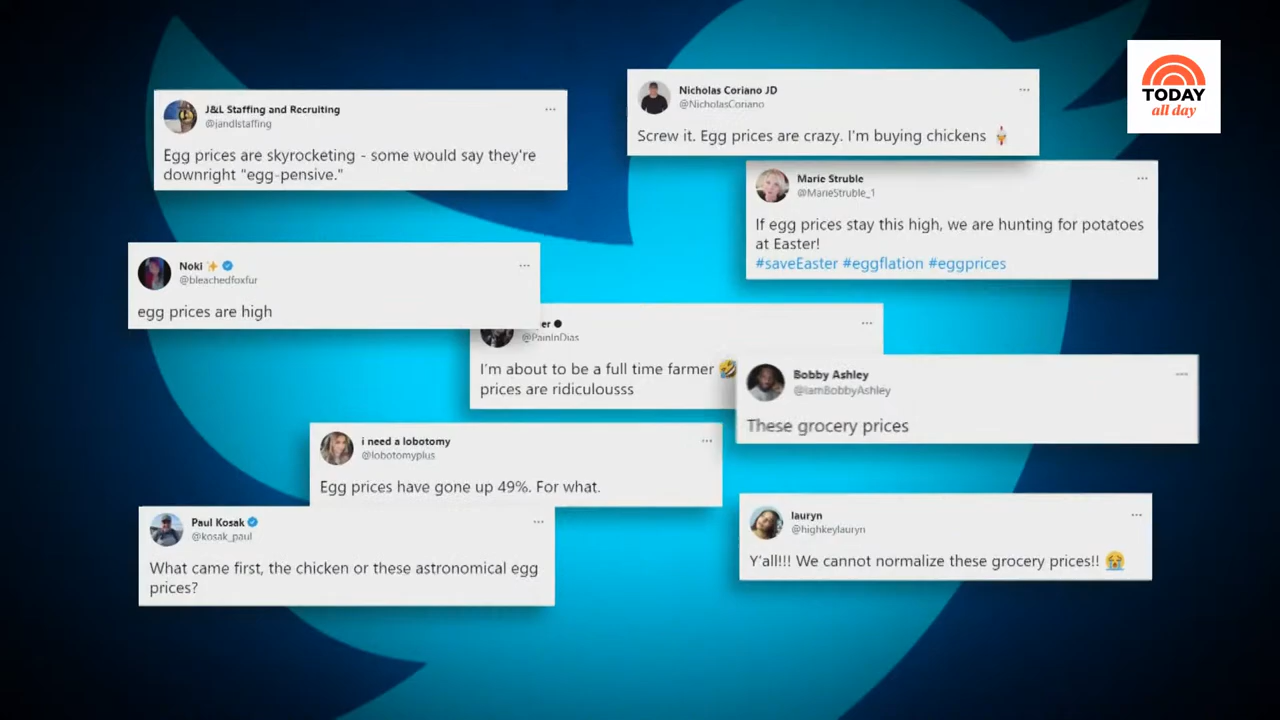 TODAY
all day
J&L Staffing and Recruiting
@jandlstaffing
Egg prices are skyrocketing - some would say they're
downright "egg-pensive."
Nicholas Coriano JD
@NicholasCoriano
Screw it. Egg prices are crazy. I'm buying chickens 🐓
Marie Struble
@MarieStruble_1
If egg prices stay this high, we are hunting for potatoes
at Easter!
#saveEaster #eggflation #eggprices
Noki ✨
@bleachedfoxfur
egg prices are high
@PainInDias
I'm about to be a full time farmer 🤣
prices are ridiculousss
Bobby Ashley
@IamBobbyAshley
These grocery prices
i need a lobotomy
@lobotomyplus
Egg prices have gone up 49%. For what.
Paul Kosak
@kosak_paul
What came first, the chicken or these astronomical egg
prices?
lauryn
@highkeylauryn
Y'all!!! We cannot normalize these grocery prices!! 😭